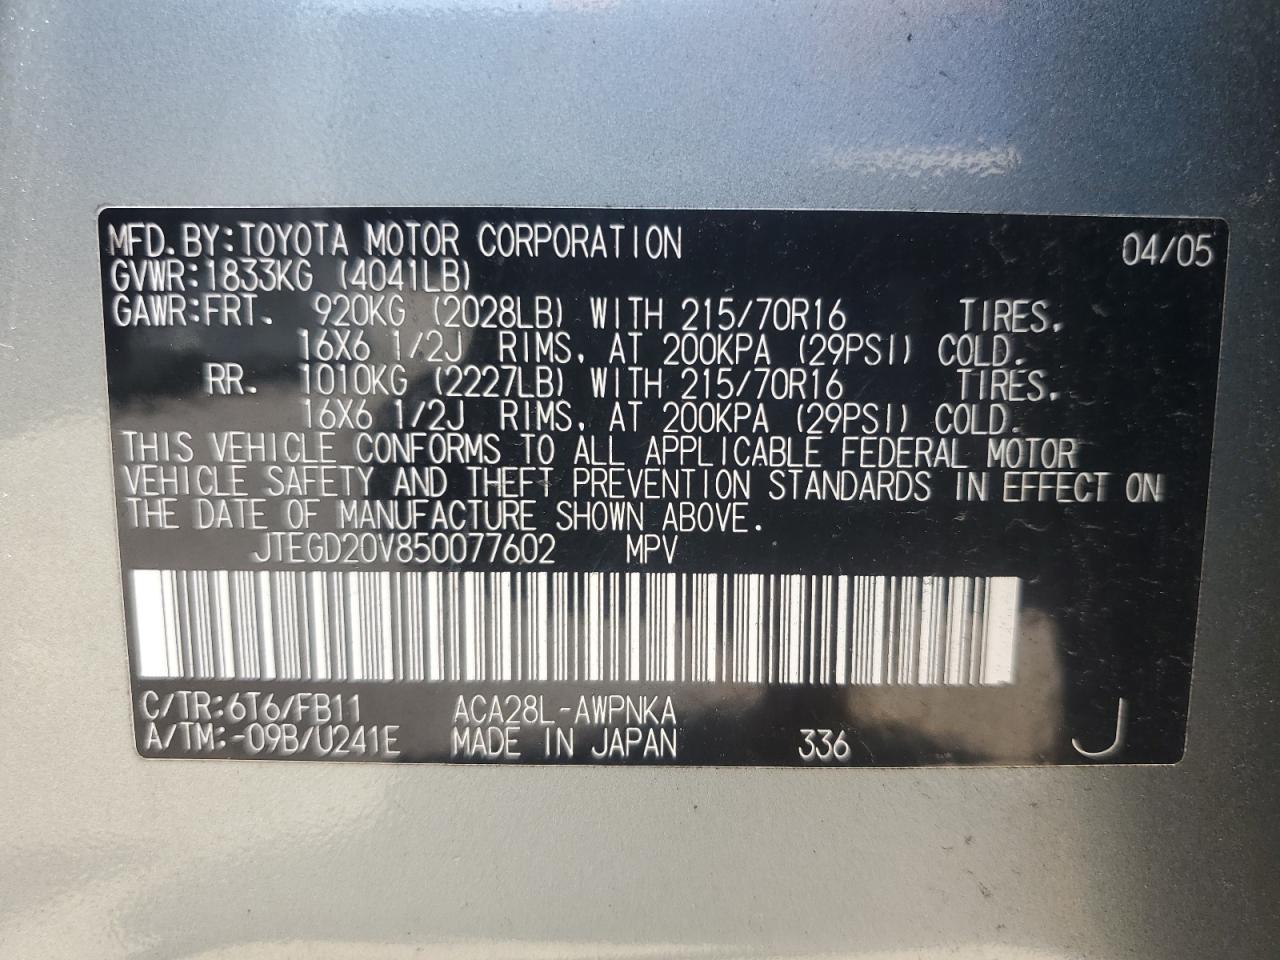 MFD.BY:TOYOTA MOTOR CORPORATION 04/05
GVWR:1833KG (4041LB)
GAWR:FRT. 920KG (2028LB) WITH 215/70R16 TIRES,
16X6 1/2J RIMS, AT 200KPA (29PSI) COLD.
RR. 1010KG (2227LB) WITH 215/70R16 TIRES,
16X6 1/2J RIMS, AT 200KPA (29PSI) COLD.
THIS VEHICLE CONFORMS TO ALL APPLICABLE FEDERAL MOTOR
VEHICLE SAFETY AND THEFT PREVENTION STANDARDS IN EFFECT ON
THE DATE OF MANUFACTURE SHOWN ABOVE.
JTEGD20V850077602 MPV
C/TR:6T6/FB11 ACA28L-AWPNKA
A/TM:-09B/U241E MADE IN JAPAN 336 J